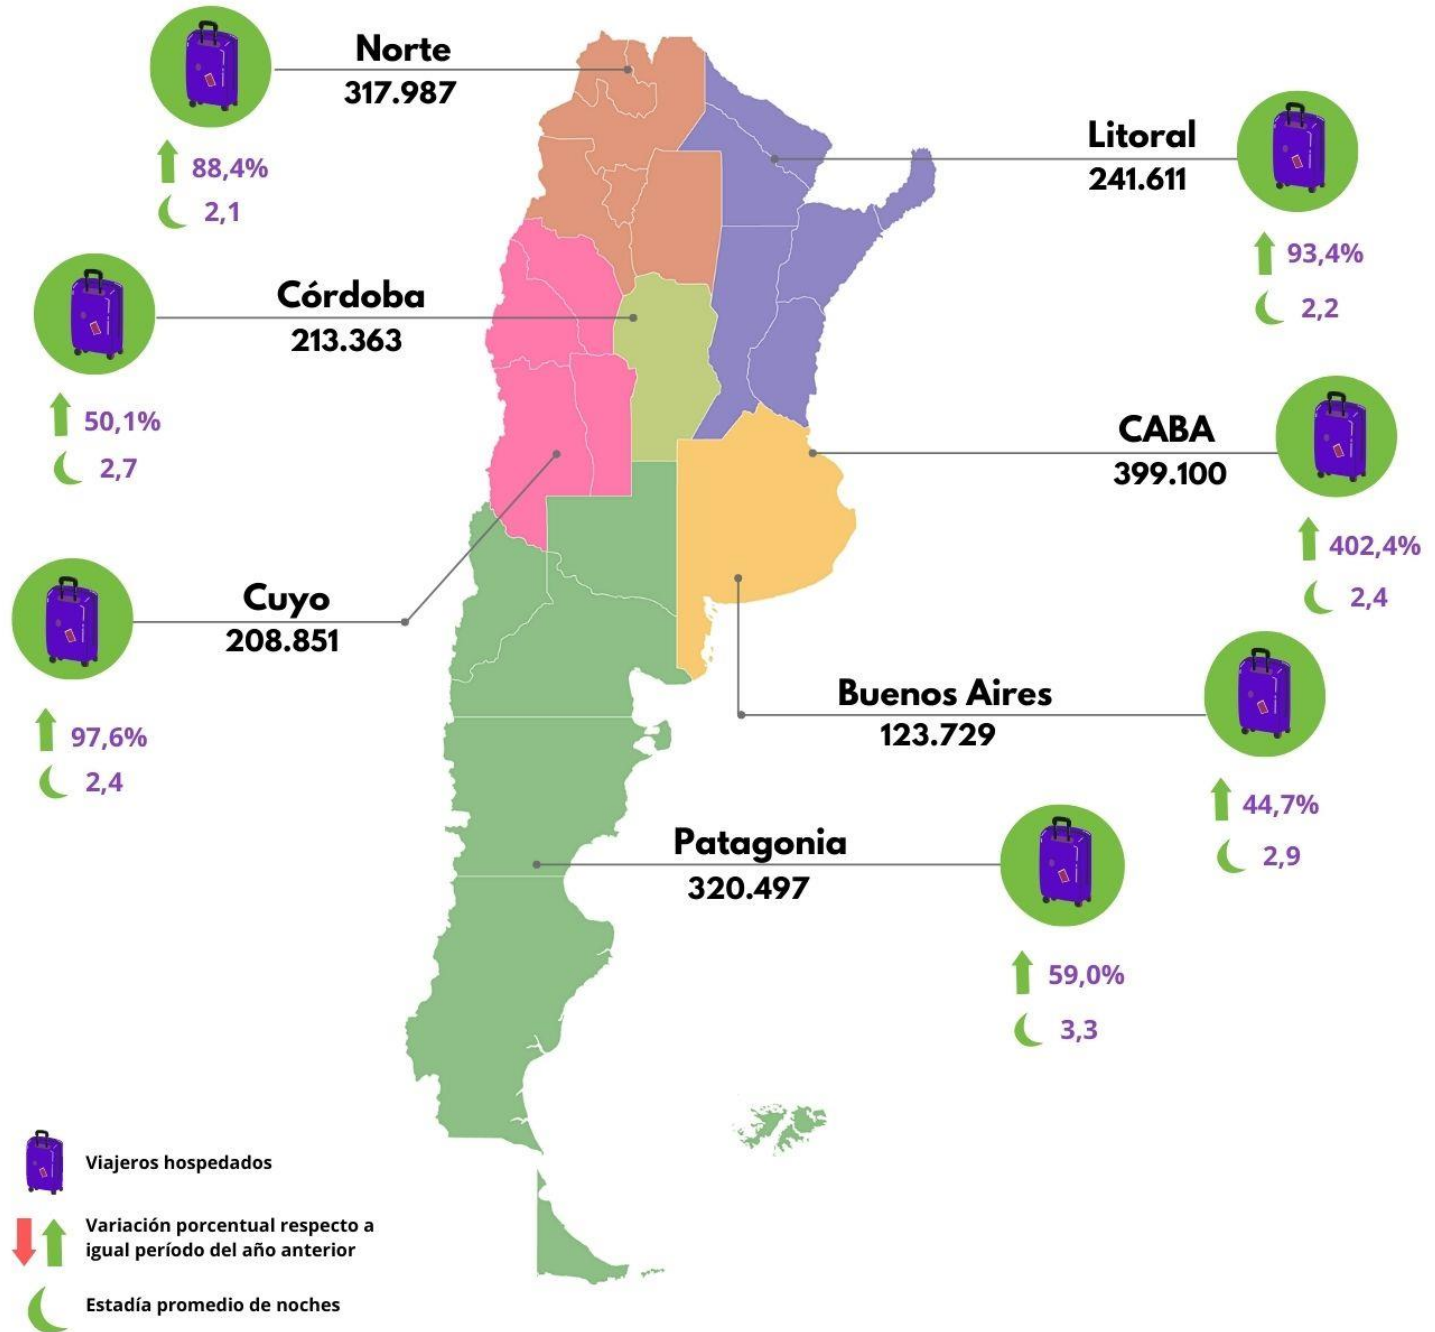 Norte
317.987
88,4%
2,1
Litoral
241.611
93,4%
2,2
Córdoba
213.363
50,1%
2,7
CABA
399.100
402,4%
2,4
Cuyo
208.851
97,6%
2,4
Buenos Aires
123.729
44,7%
2,9
Patagonia
320.497
59,0%
3,3
Viajeros hospedados
Variación porcentual respecto a
igual período del año anterior
Estadía promedio de noches